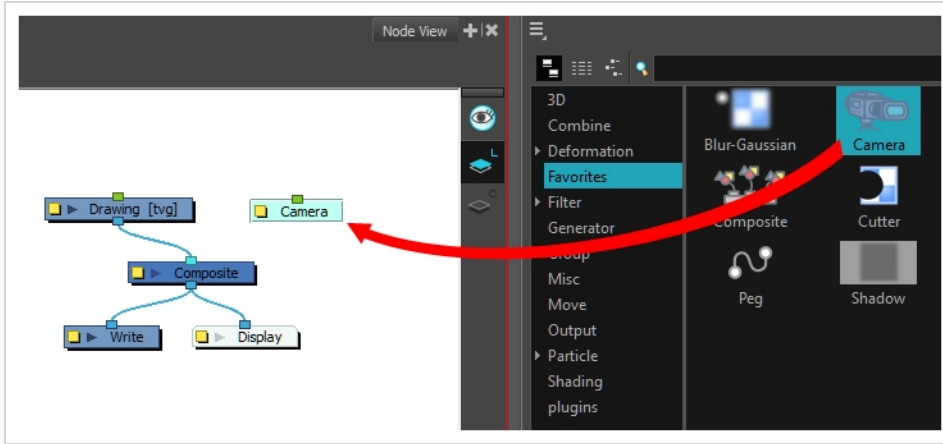 Node View
L
C
Drawing [tvg]
Camera
Composite
Write
Display
3D
Combine
Deformation
Favorites
Filter
Generator
Group
Misc
Move
Output
Particle
Shading
plugins
Blur-Gaussian
Camera
Composite
Cutter
Peg
Shadow